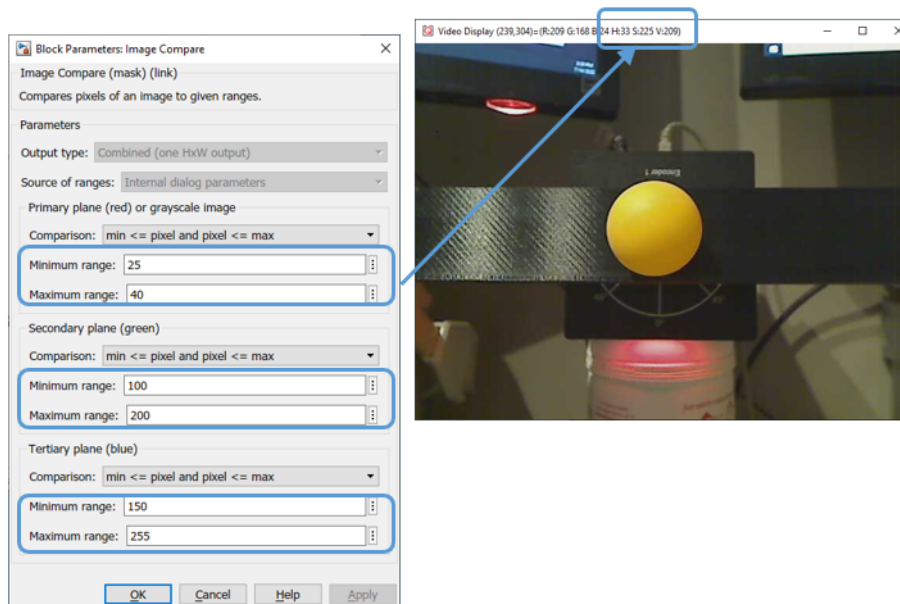 Block Parameters: Image Compare
Image Compare (mask) (link)
Compares pixels of an image to given ranges.
Parameters
Output type: Combined (one HxW output)
Source of ranges: Internal dialog parameters
Primary plane (red) or grayscale image
Comparison: min <= pixel and pixel <= max
Minimum range: 25
Maximum range: 40
Secondary plane (green)
Comparison: min <= pixel and pixel <= max
Minimum range: 100
Maximum range: 200
Tertiary plane (blue)
Comparison: min <= pixel and pixel <= max
Minimum range: 150
Maximum range: 255
OK Cancel Help Apply
Video Display (239,304)=(R:209 G:168 B:24 H:33 S:225 V:209)
Encoder 1